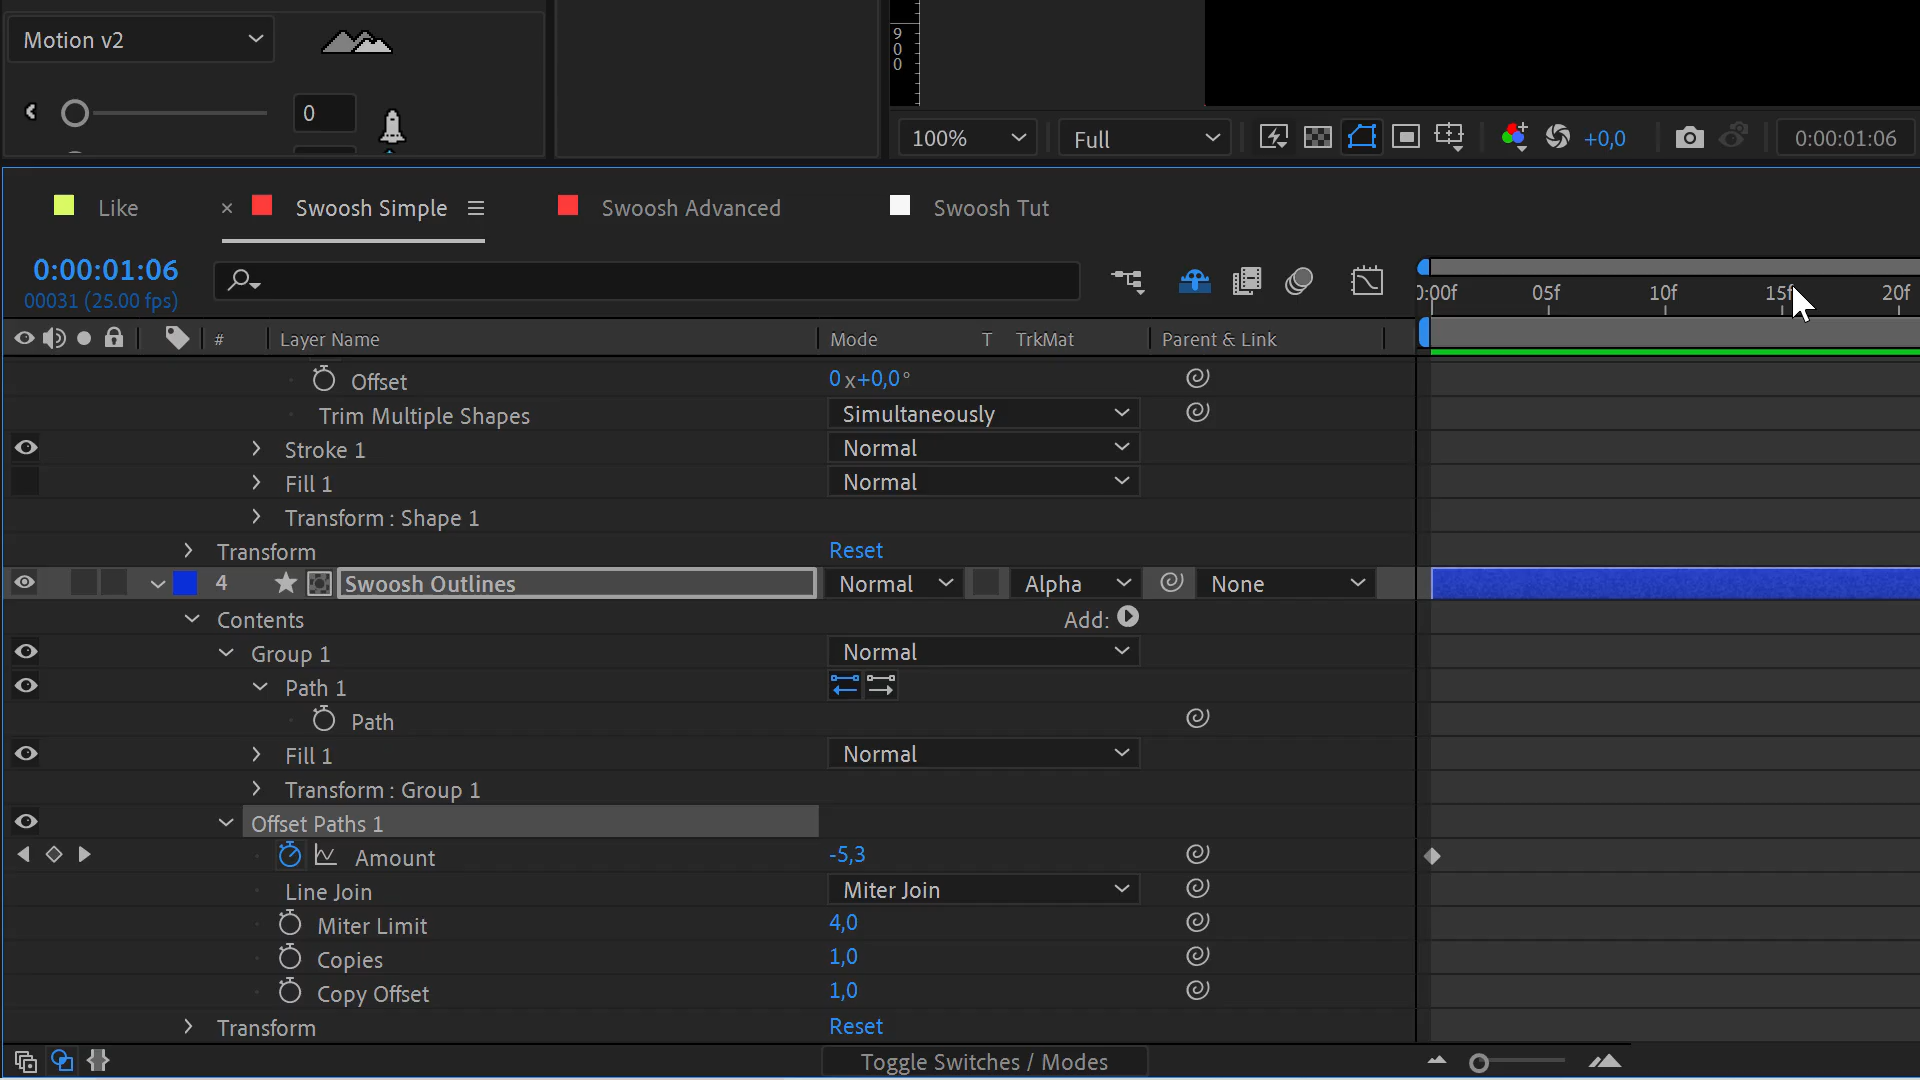 Motion v2
0
9
0
0
100%
Full
+0,0
0:00:01:06
Like
× Swoosh Simple
Swoosh Advanced
Swoosh Tut
0:00:01:06
00031 (25.00 fps)
0:00f 05f 10f 15f 20f
# Layer Name Mode T TrkMat Parent & Link
Offset 0x+0,0°
Trim Multiple Shapes Simultaneously
Stroke 1 Normal
Fill 1 Normal
Transform : Shape 1
Transform Reset
4 Swoosh Outlines Normal Alpha None
Contents Add:
Group 1 Normal
Path 1
Path
Fill 1 Normal
Transform : Group 1
Offset Paths 1
Amount -5,3
Line Join Miter Join
Miter Limit 4,0
Copies 1,0
Copy Offset 1,0
Transform Reset
Toggle Switches / Modes